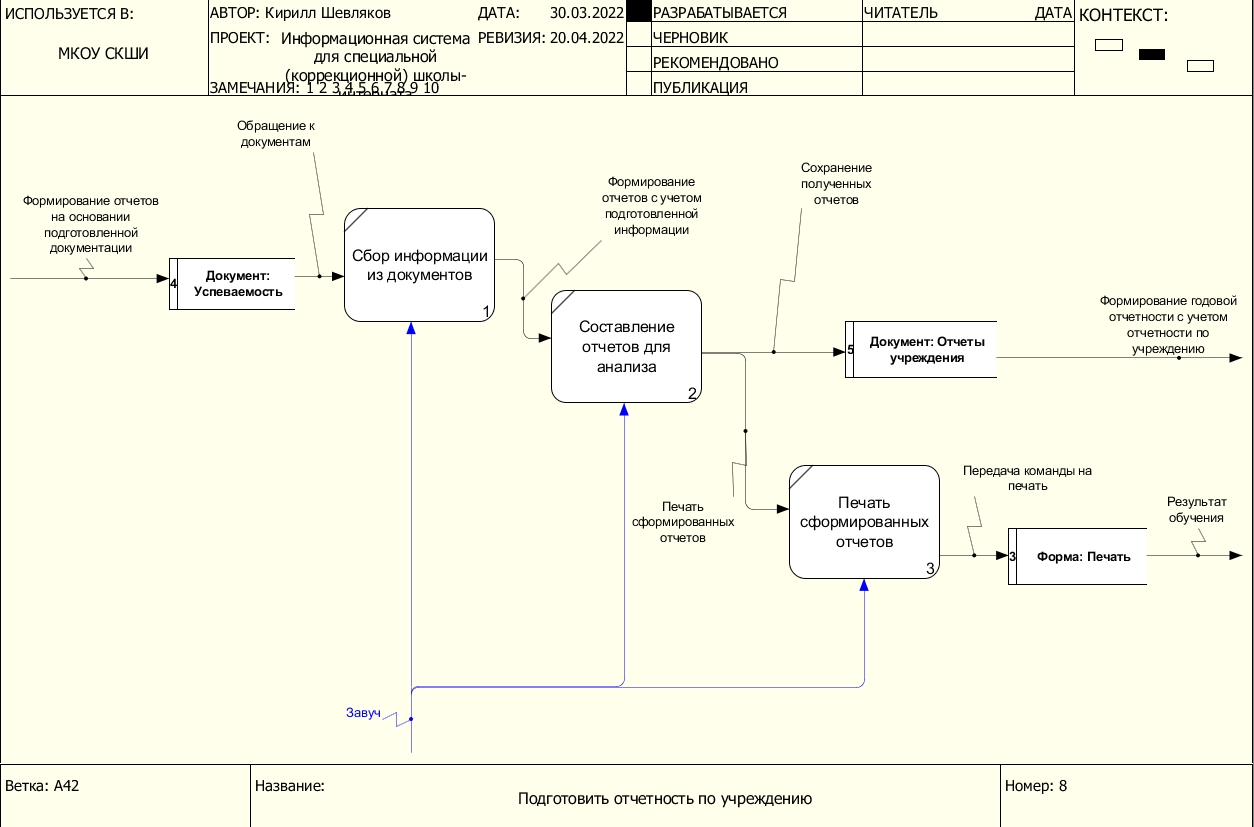 ИСПОЛЬЗУЕТСЯ В:
МКОУ СКШИ
АВТОР: Кирилл Шевляков
ДАТА: 30.03.2022
ПРОЕКТ: Информационная система
для специальной
(коррекционной) школы-
интерната
РЕВИЗИЯ: 20.04.2022
ЗАМЕЧАНИЯ: 1 2 3 4 5 6 7 8 9 10
РАЗРАБАТЫВАЕТСЯ
ЧЕРНОВИК
РЕКОМЕНДОВАНО
ПУБЛИКАЦИЯ
ЧИТАТЕЛЬ
ДАТА
КОНТЕКСТ:
Обращение к
документам
Формирование отчетов
на основании
подготовленной
документации
4
Документ:
Успеваемость
Сбор информации
из документов
1
Формирование
отчетов с учетом
подготовленной
информации
Сохранение
полученных
отчетов
Составление
отчетов для
анализа
2
5
Документ: Отчеты
учреждения
Формирование годовой
отчетности с учетом
отчетности по
учреждению
Печать
сформированных
отчетов
Печать
сформированных
отчетов
3
Передача команды на
печать
3
Форма: Печать
Результат
обучения
Завуч
Ветка: A42
Название:
Подготовить отчетность по учреждению
Номер: 8